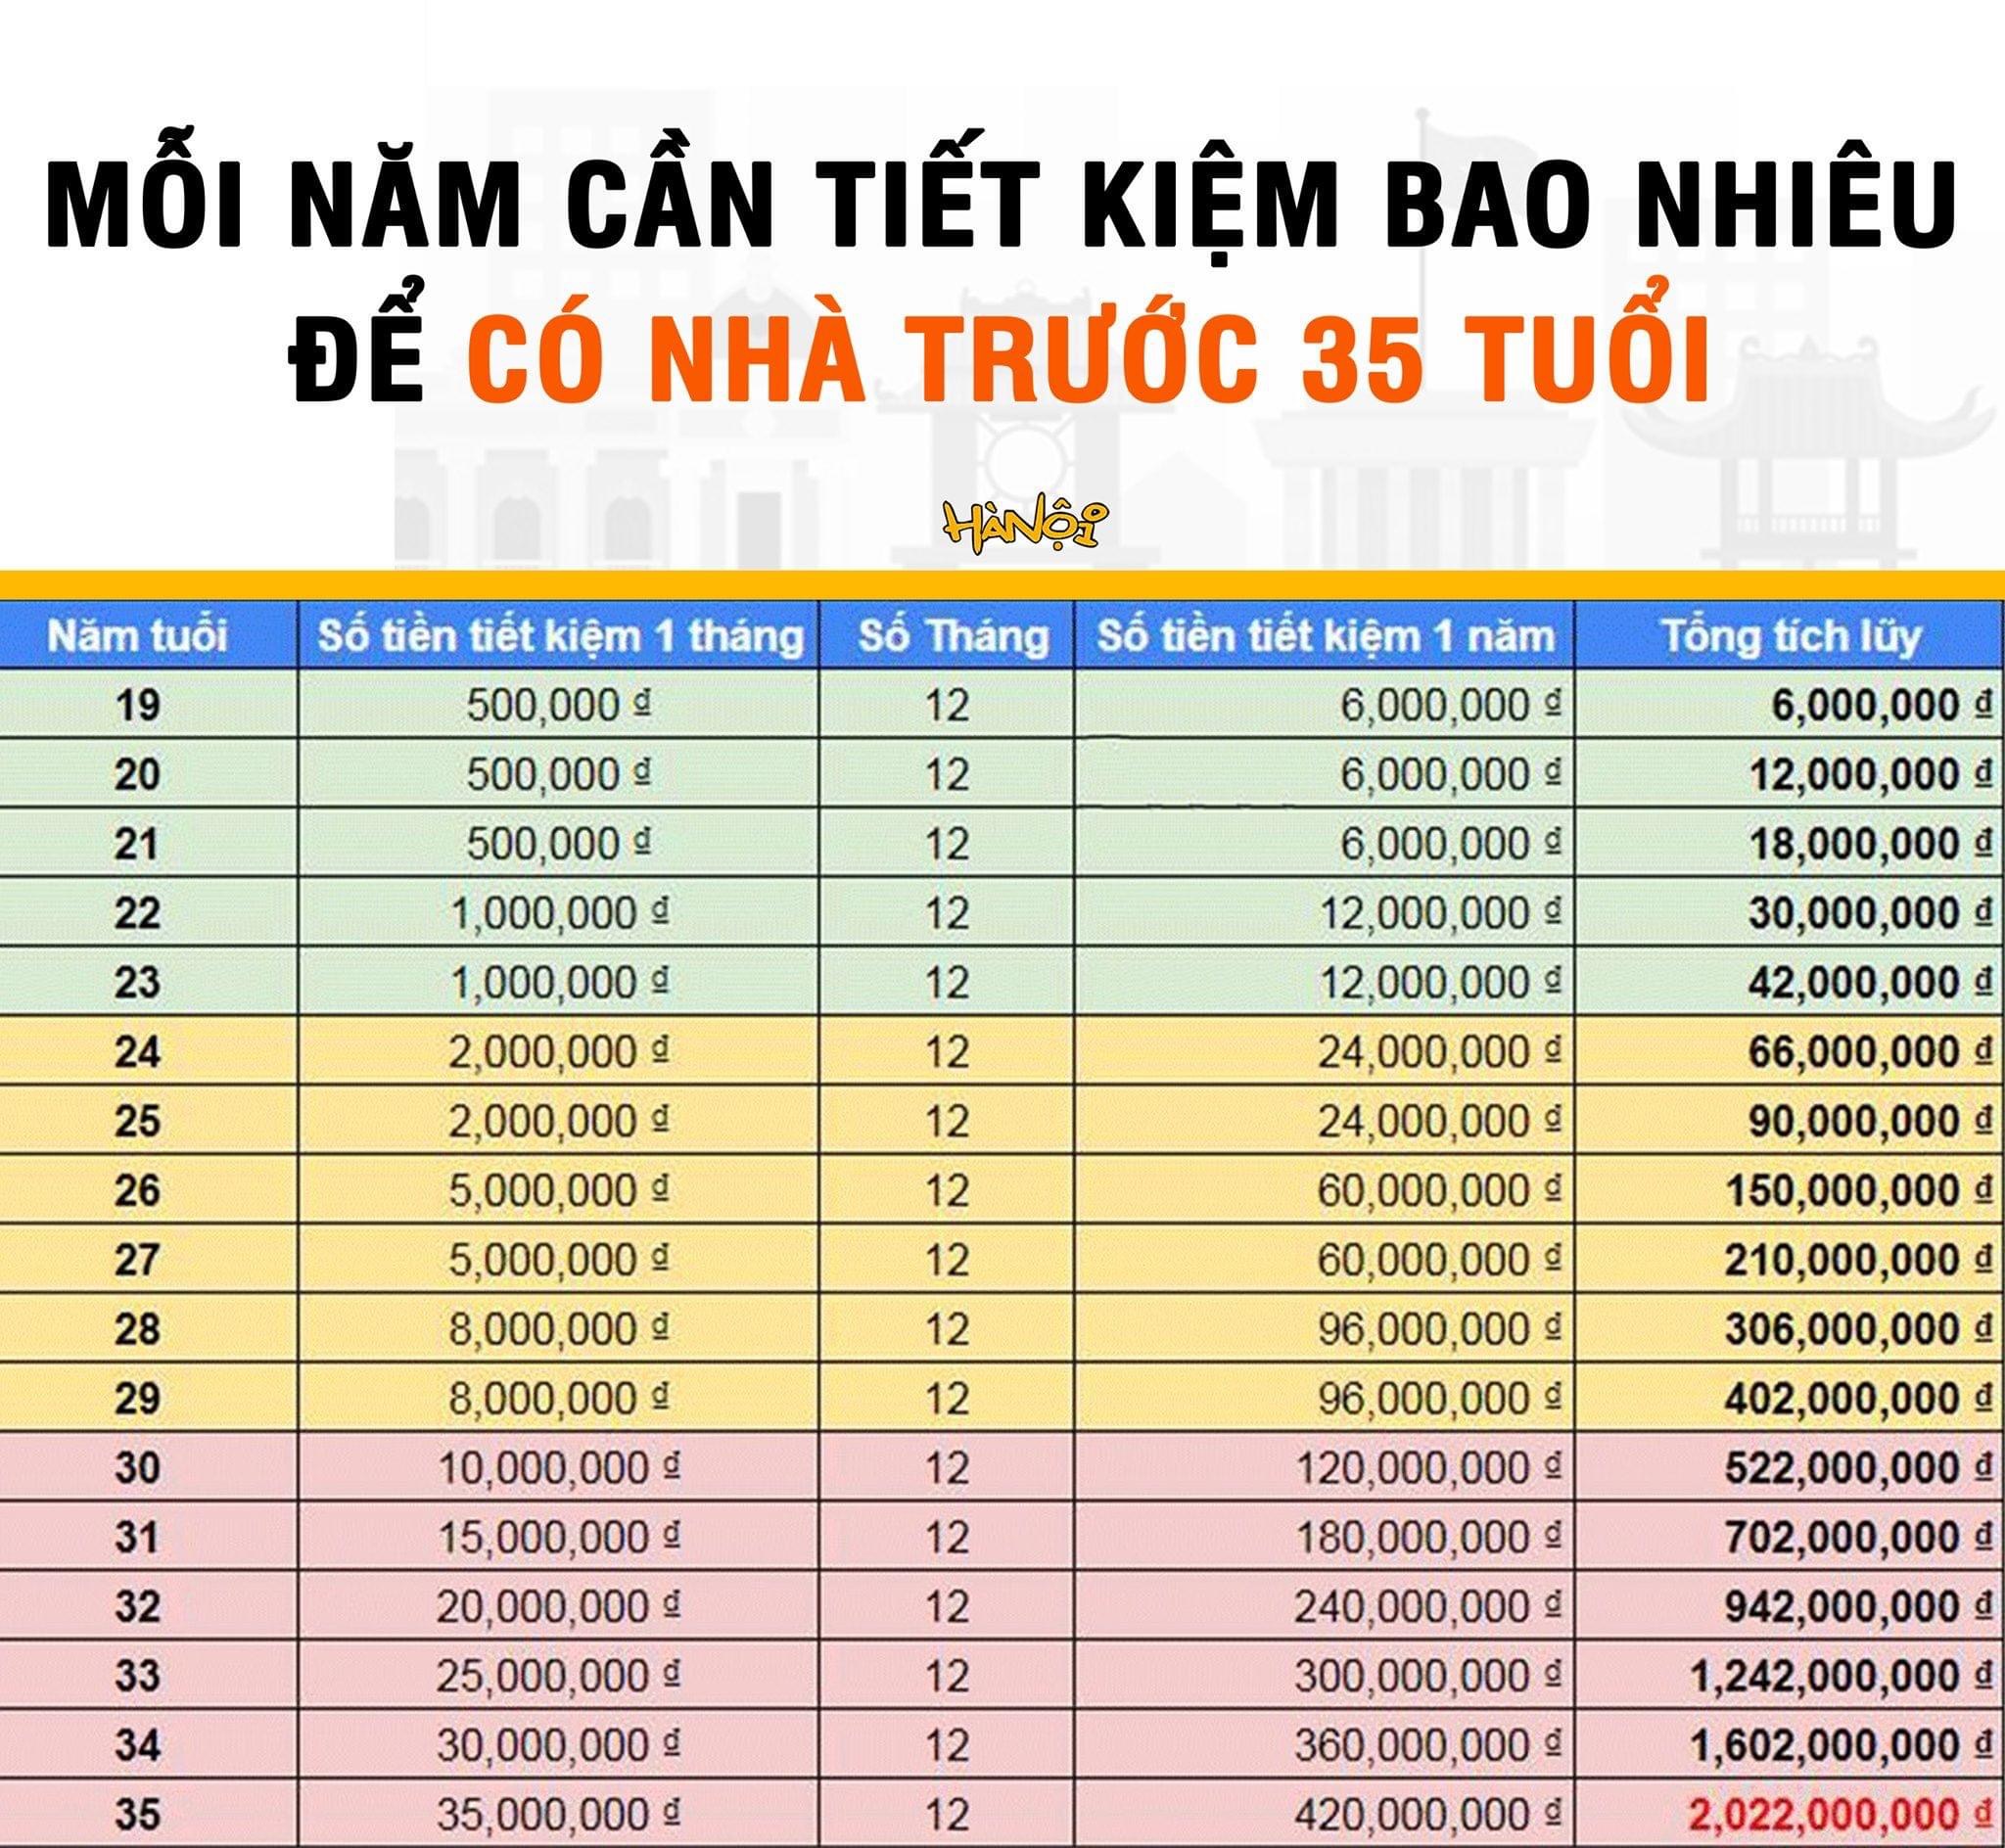 MỖI NĂM CẦN TIẾT KIỆM BAO NHIÊU
ĐỂ CÓ NHÀ TRƯỚC 35 TUỔI
HÀNỘI
Năm tuổi Số tiền tiết kiệm 1 tháng Số Tháng Số tiền tiết kiệm 1 năm Tổng tích lũy
19 500,000 ₫ 12 6,000,000 ₫ 6,000,000 ₫
20 500,000 ₫ 12 6,000,000 ₫ 12,000,000 ₫
21 500,000 ₫ 12 6,000,000 ₫ 18,000,000 ₫
22 1,000,000 ₫ 12 12,000,000 ₫ 30,000,000 ₫
23 1,000,000 ₫ 12 12,000,000 ₫ 42,000,000 ₫
24 2,000,000 ₫ 12 24,000,000 ₫ 66,000,000 ₫
25 2,000,000 ₫ 12 24,000,000 ₫ 90,000,000 ₫
26 5,000,000 ₫ 12 60,000,000 ₫ 150,000,000 ₫
27 5,000,000 ₫ 12 60,000,000 ₫ 210,000,000 ₫
28 8,000,000 ₫ 12 96,000,000 ₫ 306,000,000 ₫
29 8,000,000 ₫ 12 96,000,000 ₫ 402,000,000 ₫
30 10,000,000 ₫ 12 120,000,000 ₫ 522,000,000 ₫
31 15,000,000 ₫ 12 180,000,000 ₫ 702,000,000 ₫
32 20,000,000 ₫ 12 240,000,000 ₫ 942,000,000 ₫
33 25,000,000 ₫ 12 300,000,000 ₫ 1,242,000,000 ₫
34 30,000,000 ₫ 12 360,000,000 ₫ 1,602,000,000 ₫
35 35,000,000 ₫ 12 420,000,000 ₫ 2,022,000,000 ₫